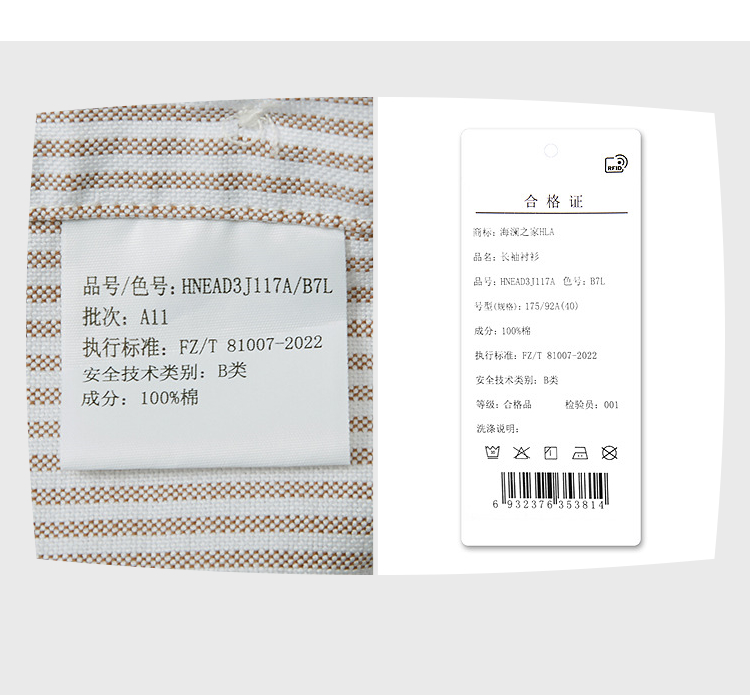 品号/色号: HNEAD3J117A/B7L
批次: A11
执行标准: FZ/T 81007-2022
安全技术类别: B类
成分: 100%棉
RFID
合格证
商标: 海澜之家HLA
品名: 长袖衬衫
品号: HNEAD3J117A 色号: B7L
号型(规格): 175/92A(40)
成分: 100%棉
执行标准: FZ/T 81007-2022
安全技术类别: B类
等级: 合格品 检验员: 001
洗涤说明:
6 932376 353814